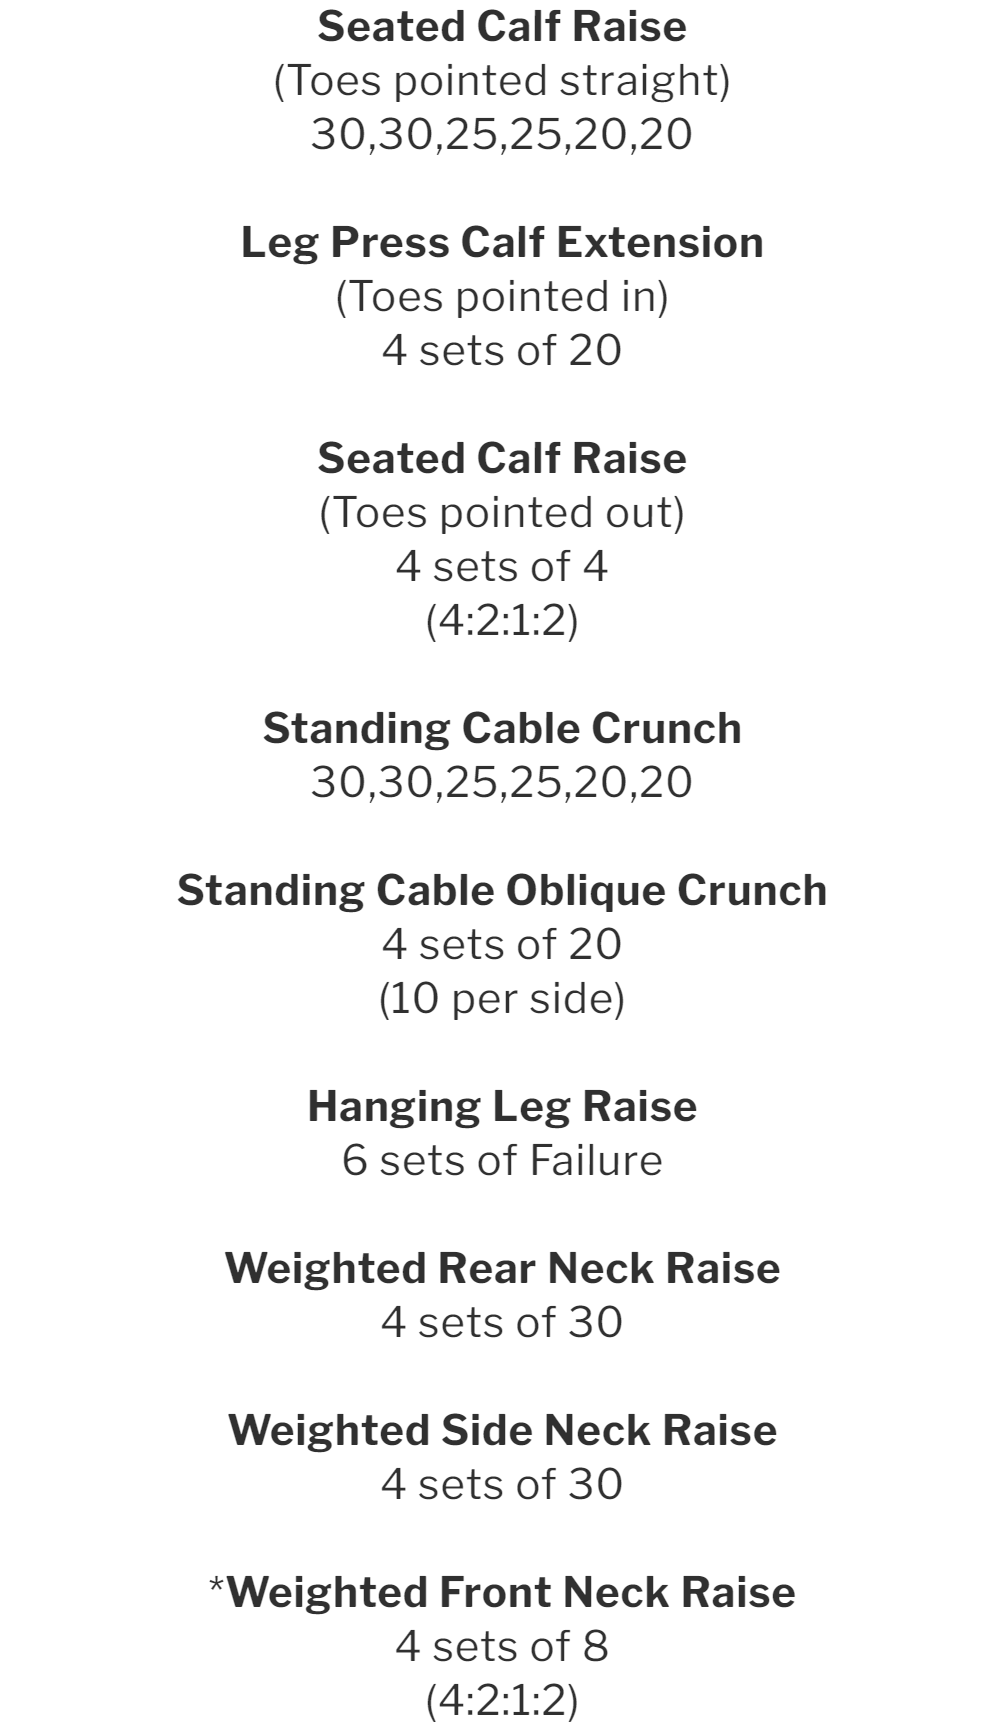 Seated Calf Raise
(Toes pointed straight)
30,30,25,25,20,20
Leg Press Calf Extension
(Toes pointed in)
4 sets of 20
Seated Calf Raise
(Toes pointed out)
4 sets of 4
(4:2:1:2)
Standing Cable Crunch
30,30,25,25,20,20
Standing Cable Oblique Crunch
4 sets of 20
(10 per side)
Hanging Leg Raise
6 sets of Failure
Weighted Rear Neck Raise
4 sets of 30
Weighted Side Neck Raise
4 sets of 30
*Weighted Front Neck Raise
4 sets of 8
(4:2:1:2)